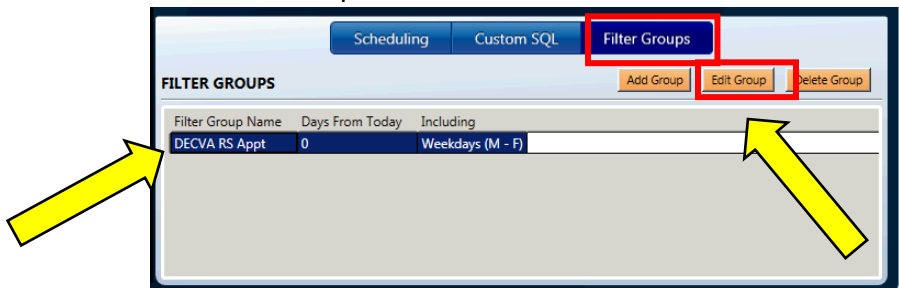 Scheduling Custom SQL Filter Groups
FILTER GROUPS Add Group Edit Group Delete Group
Filter Group Name Days From Today Including
DECVA RS Appt 0 Weekdays (M - F)